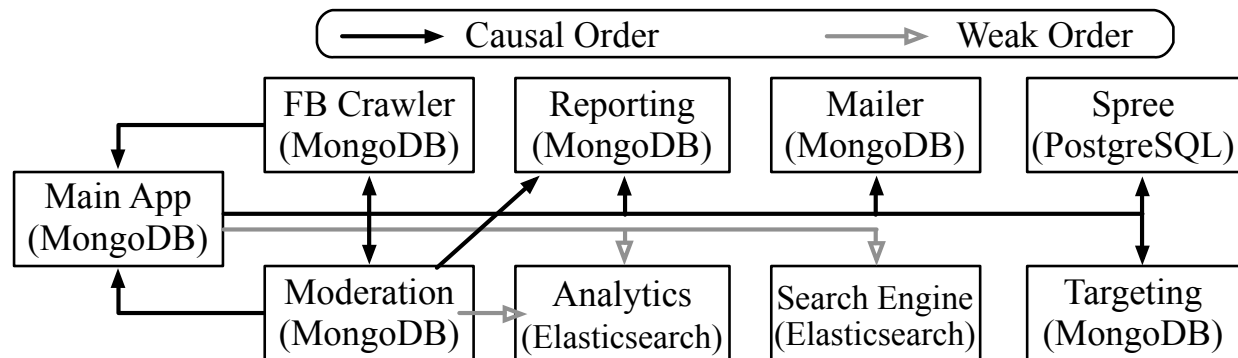 Causal Order
Weak Order
FB Crawler
(MongoDB)
Reporting
(MongoDB)
Mailer
(MongoDB)
Spree
(PostgreSQL)
Main App
(MongoDB)
Moderation
(MongoDB)
Analytics
(Elasticsearch)
Search Engine
(Elasticsearch)
Targeting
(MongoDB)